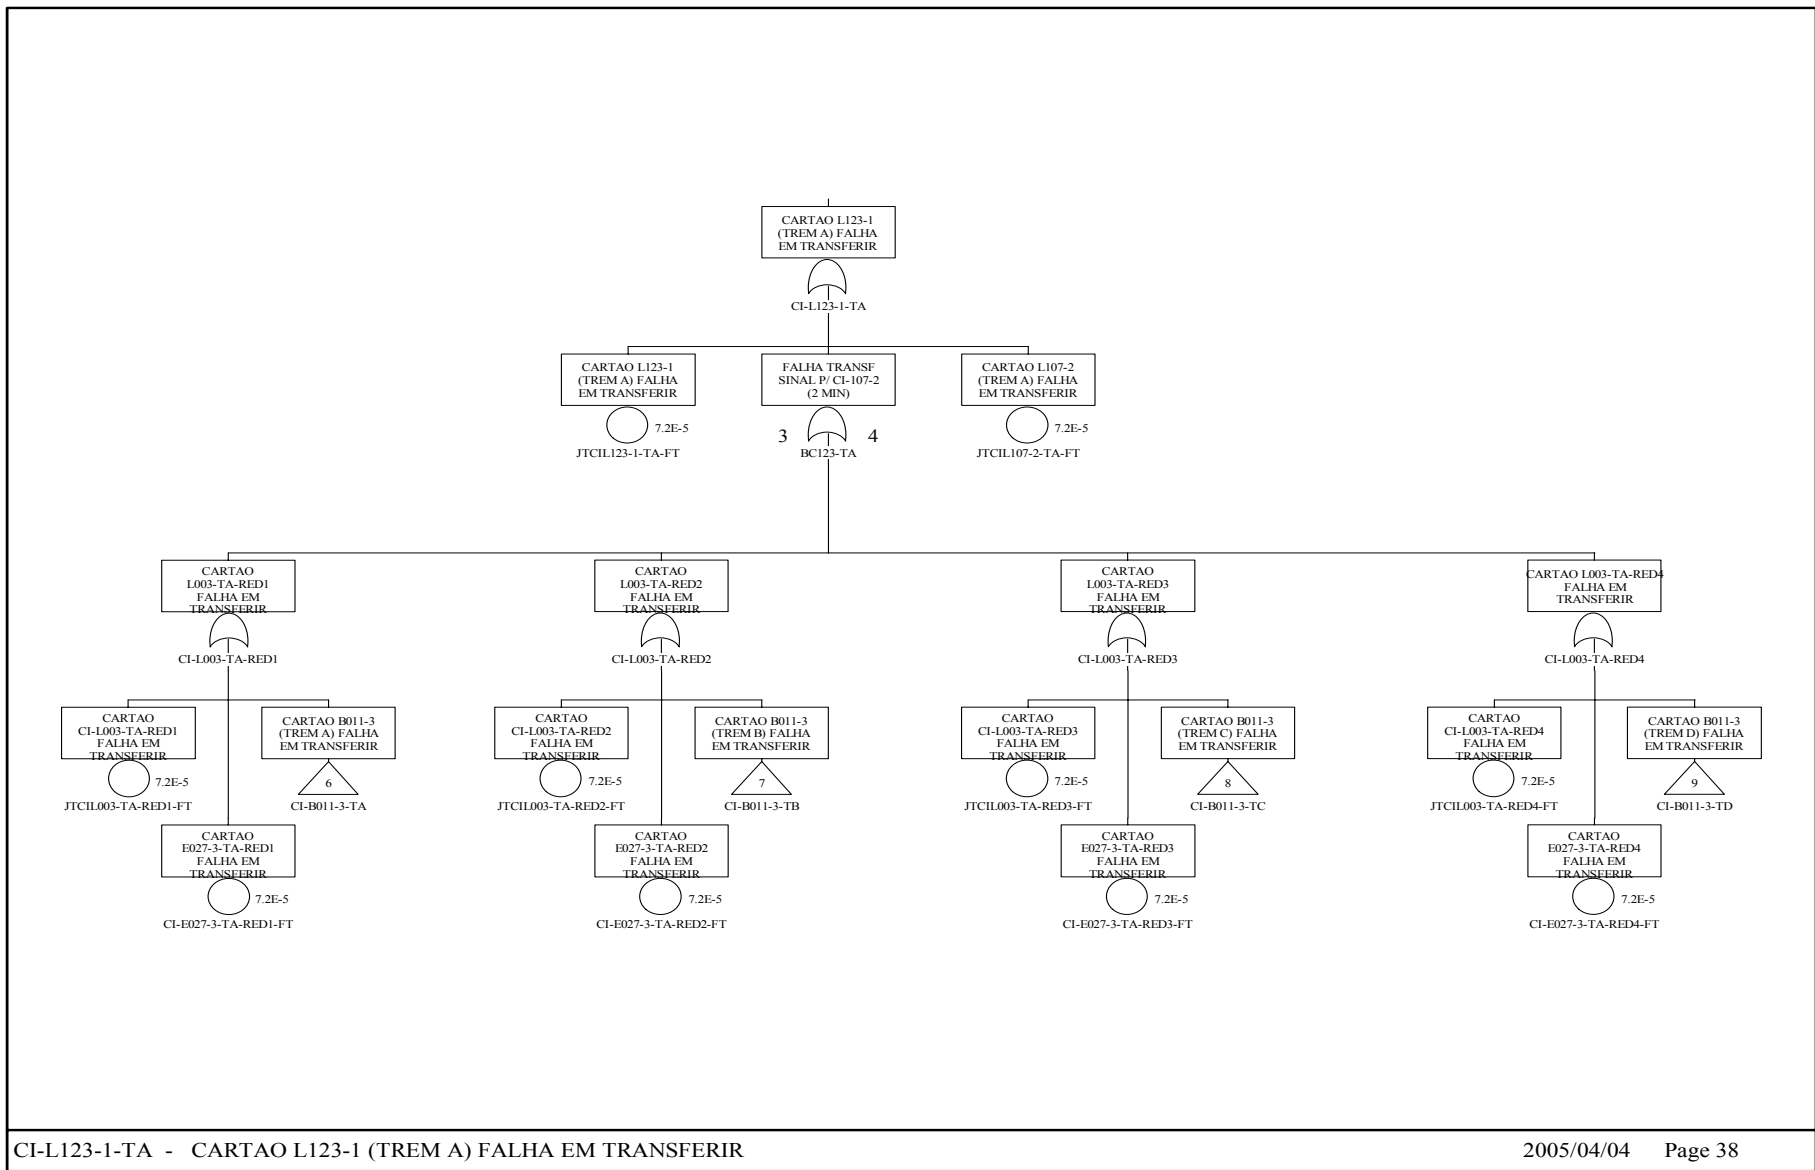 CARTAO L123-1
(TREM A) FALHA
EM TRANSFERIR
CI-L123-1-TA
CARTAO L123-1
(TREM A) FALHA
EM TRANSFERIR
7.2E-5
JTCIL123-1-TA-FT
FALHA TRANSF
SINAL P/ CI-107-2
(2 MIN)
3 4
BC123-TA
CARTAO L107-2
(TREM A) FALHA
EM TRANSFERIR
7.2E-5
JTCIL107-2-TA-FT
CARTAO
L003-TA-RED1
FALHA EM
TRANSFERIR
CI-L003-TA-RED1
CARTAO
L003-TA-RED2
FALHA EM
TRANSFERIR
CI-L003-TA-RED2
CARTAO
L003-TA-RED3
FALHA EM
TRANSFERIR
CI-L003-TA-RED3
CARTAO L003-TA-RED4
FALHA EM
TRANSFERIR
CI-L003-TA-RED4
CARTAO
CI-L003-TA-RED1
FALHA EM
TRANSFERIR
7.2E-5
JTCIL003-TA-RED1-FT
CARTAO B011-3
(TREM A) FALHA
EM TRANSFERIR
6
CI-B011-3-TA
CARTAO
CI-L003-TA-RED2
FALHA EM
TRANSFERIR
7.2E-5
JTCIL003-TA-RED2-FT
CARTAO B011-3
(TREM B) FALHA
EM TRANSFERIR
7
CI-B011-3-TB
CARTAO
CI-L003-TA-RED3
FALHA EM
TRANSFERIR
7.2E-5
JTCIL003-TA-RED3-FT
CARTAO B011-3
(TREM C) FALHA
EM TRANSFERIR
8
CI-B011-3-TC
CARTAO
CI-L003-TA-RED4
FALHA EM
TRANSFERIR
7.2E-5
JTCIL003-TA-RED4-FT
CARTAO B011-3
(TREM D) FALHA
EM TRANSFERIR
9
CI-B011-3-TD
CARTAO
E027-3-TA-RED1
FALHA EM
TRANSFERIR
7.2E-5
CI-E027-3-TA-RED1-FT
CARTAO
E027-3-TA-RED2
FALHA EM
TRANSFERIR
7.2E-5
CI-E027-3-TA-RED2-FT
CARTAO
E027-3-TA-RED3
FALHA EM
TRANSFERIR
7.2E-5
CI-E027-3-TA-RED3-FT
CARTAO
E027-3-TA-RED4
FALHA EM
TRANSFERIR
7.2E-5
CI-E027-3-TA-RED4-FT
CI-L123-1-TA - CARTAO L123-1 (TREM A) FALHA EM TRANSFERIR
2005/04/04 Page 38